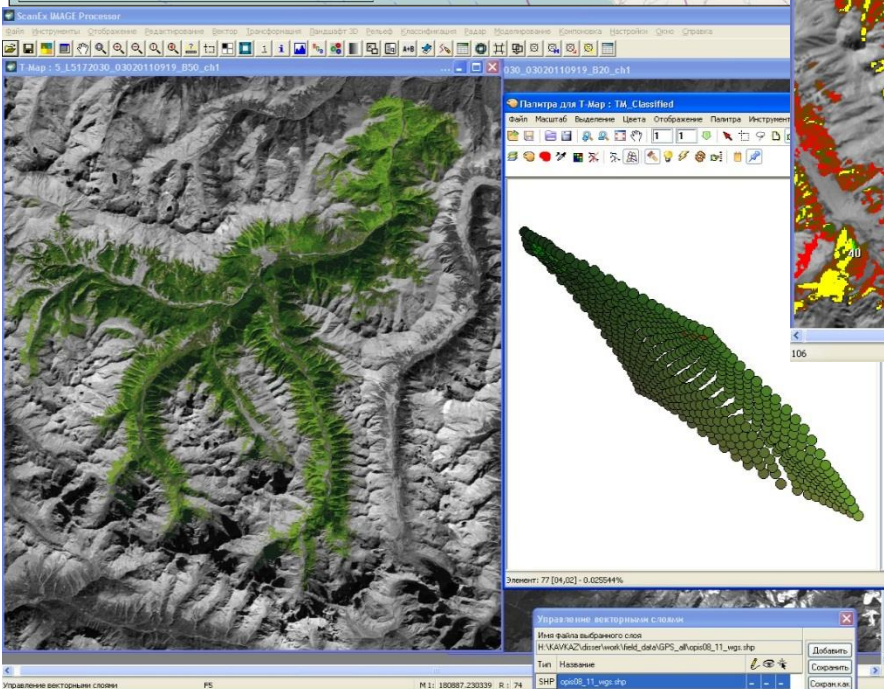 ScanEx IMAGE Processor
Файл Инструменты Отображение Редактирование Вектор Трансформация Ландшафт 3D Рельеф Классификация Радар Моделирование Компоновка Настройки Окно Справка
T-Map : 5_L5172030_03020110919_B50_ch1
030_03020110919_B20_ch1
Палитра для T-Map : TM_Classified
Файл Масштаб Выделение Цвета Отображение Палитра Инструмент
1 1
40
106
Элемент: 77 [04,02] - 0.025544%
Управление векторными слоями
Имя файла выбранного слоя
H:\KAVKAZ\disser\work\field_data\GPS_all\opis08_11_wgs.shp
Добавить
Тип Название
Сохранить
SHP opis08_11_wgs.shp
Сохран.как
Управление векторными слоями F5 M 1: 180887.230339 R: 74